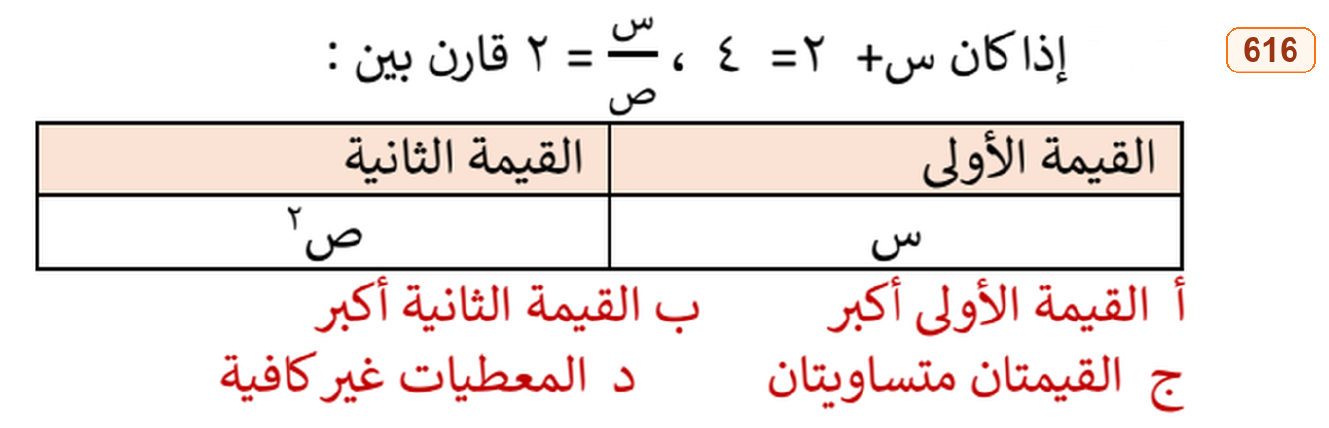 616
إذا كان س+ ٢= ٤ ، س/ص = ٢ قارن بين :
القيمة الأولى القيمة الثانية
س ص٢
أ القيمة الأولى أكبر ب القيمة الثانية أكبر
ج القيمتان متساويتان د المعطيات غير كافية